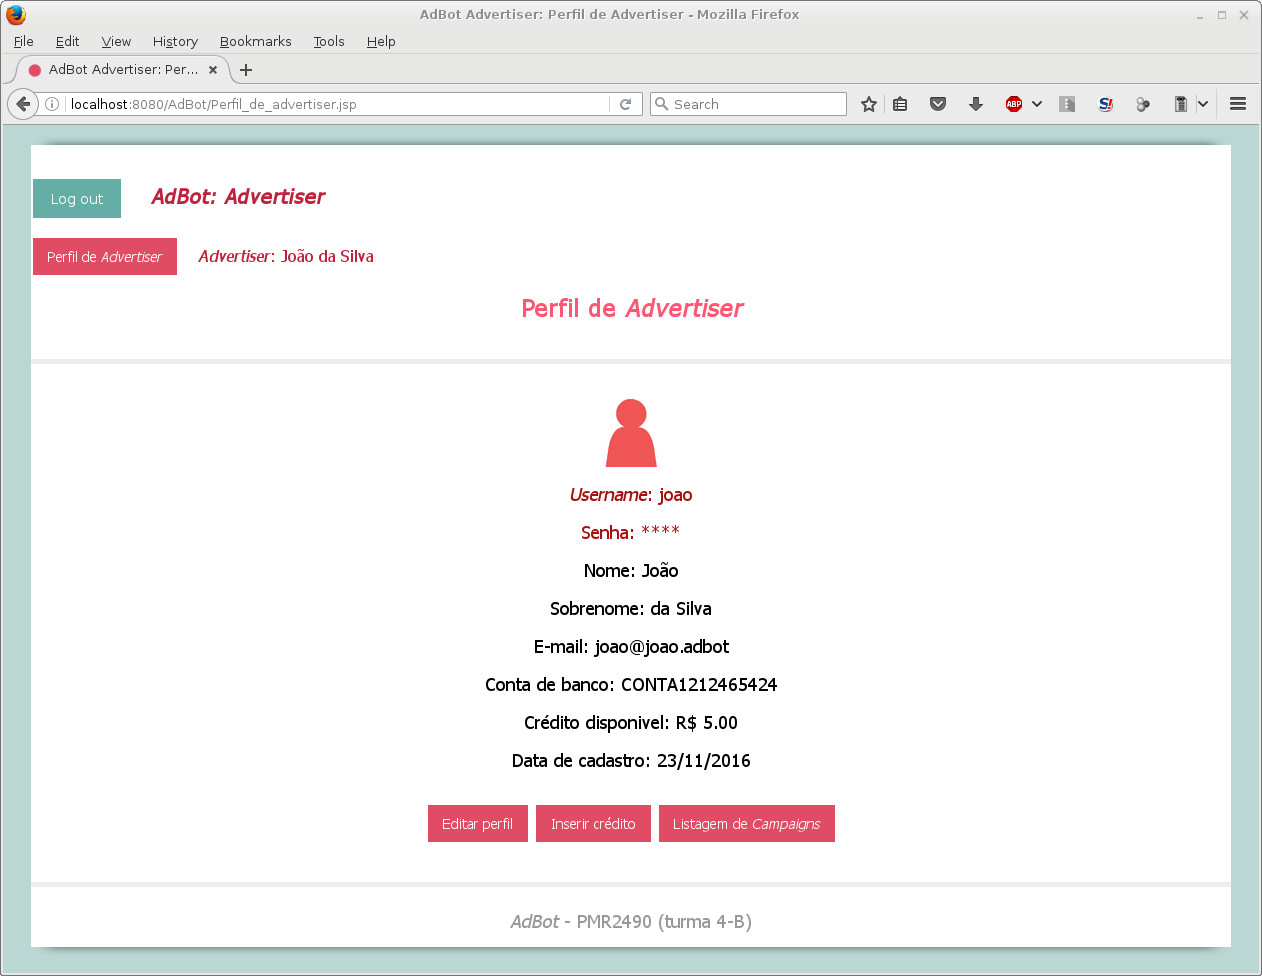 AdBot Advertiser: Perfil de Advertiser - Mozilla Firefox
File Edit View History Bookmarks Tools Help
AdBot Advertiser: Per...
localhost:8080/AdBot/Perfil_de_advertiser.jsp
Search
ABP
S!
Log out
AdBot: Advertiser
Perfil de Advertiser
Advertiser: João da Silva
Perfil de Advertiser
Username: joao
Senha: ****
Nome: João
Sobrenome: da Silva
E-mail: joao@joao.adbot
Conta de banco: CONTA1212465424
Crédito disponivel: R$ 5.00
Data de cadastro: 23/11/2016
Editar perfil
Inserir crédito
Listagem de Campaigns
AdBot - PMR2490 (turma 4-B)